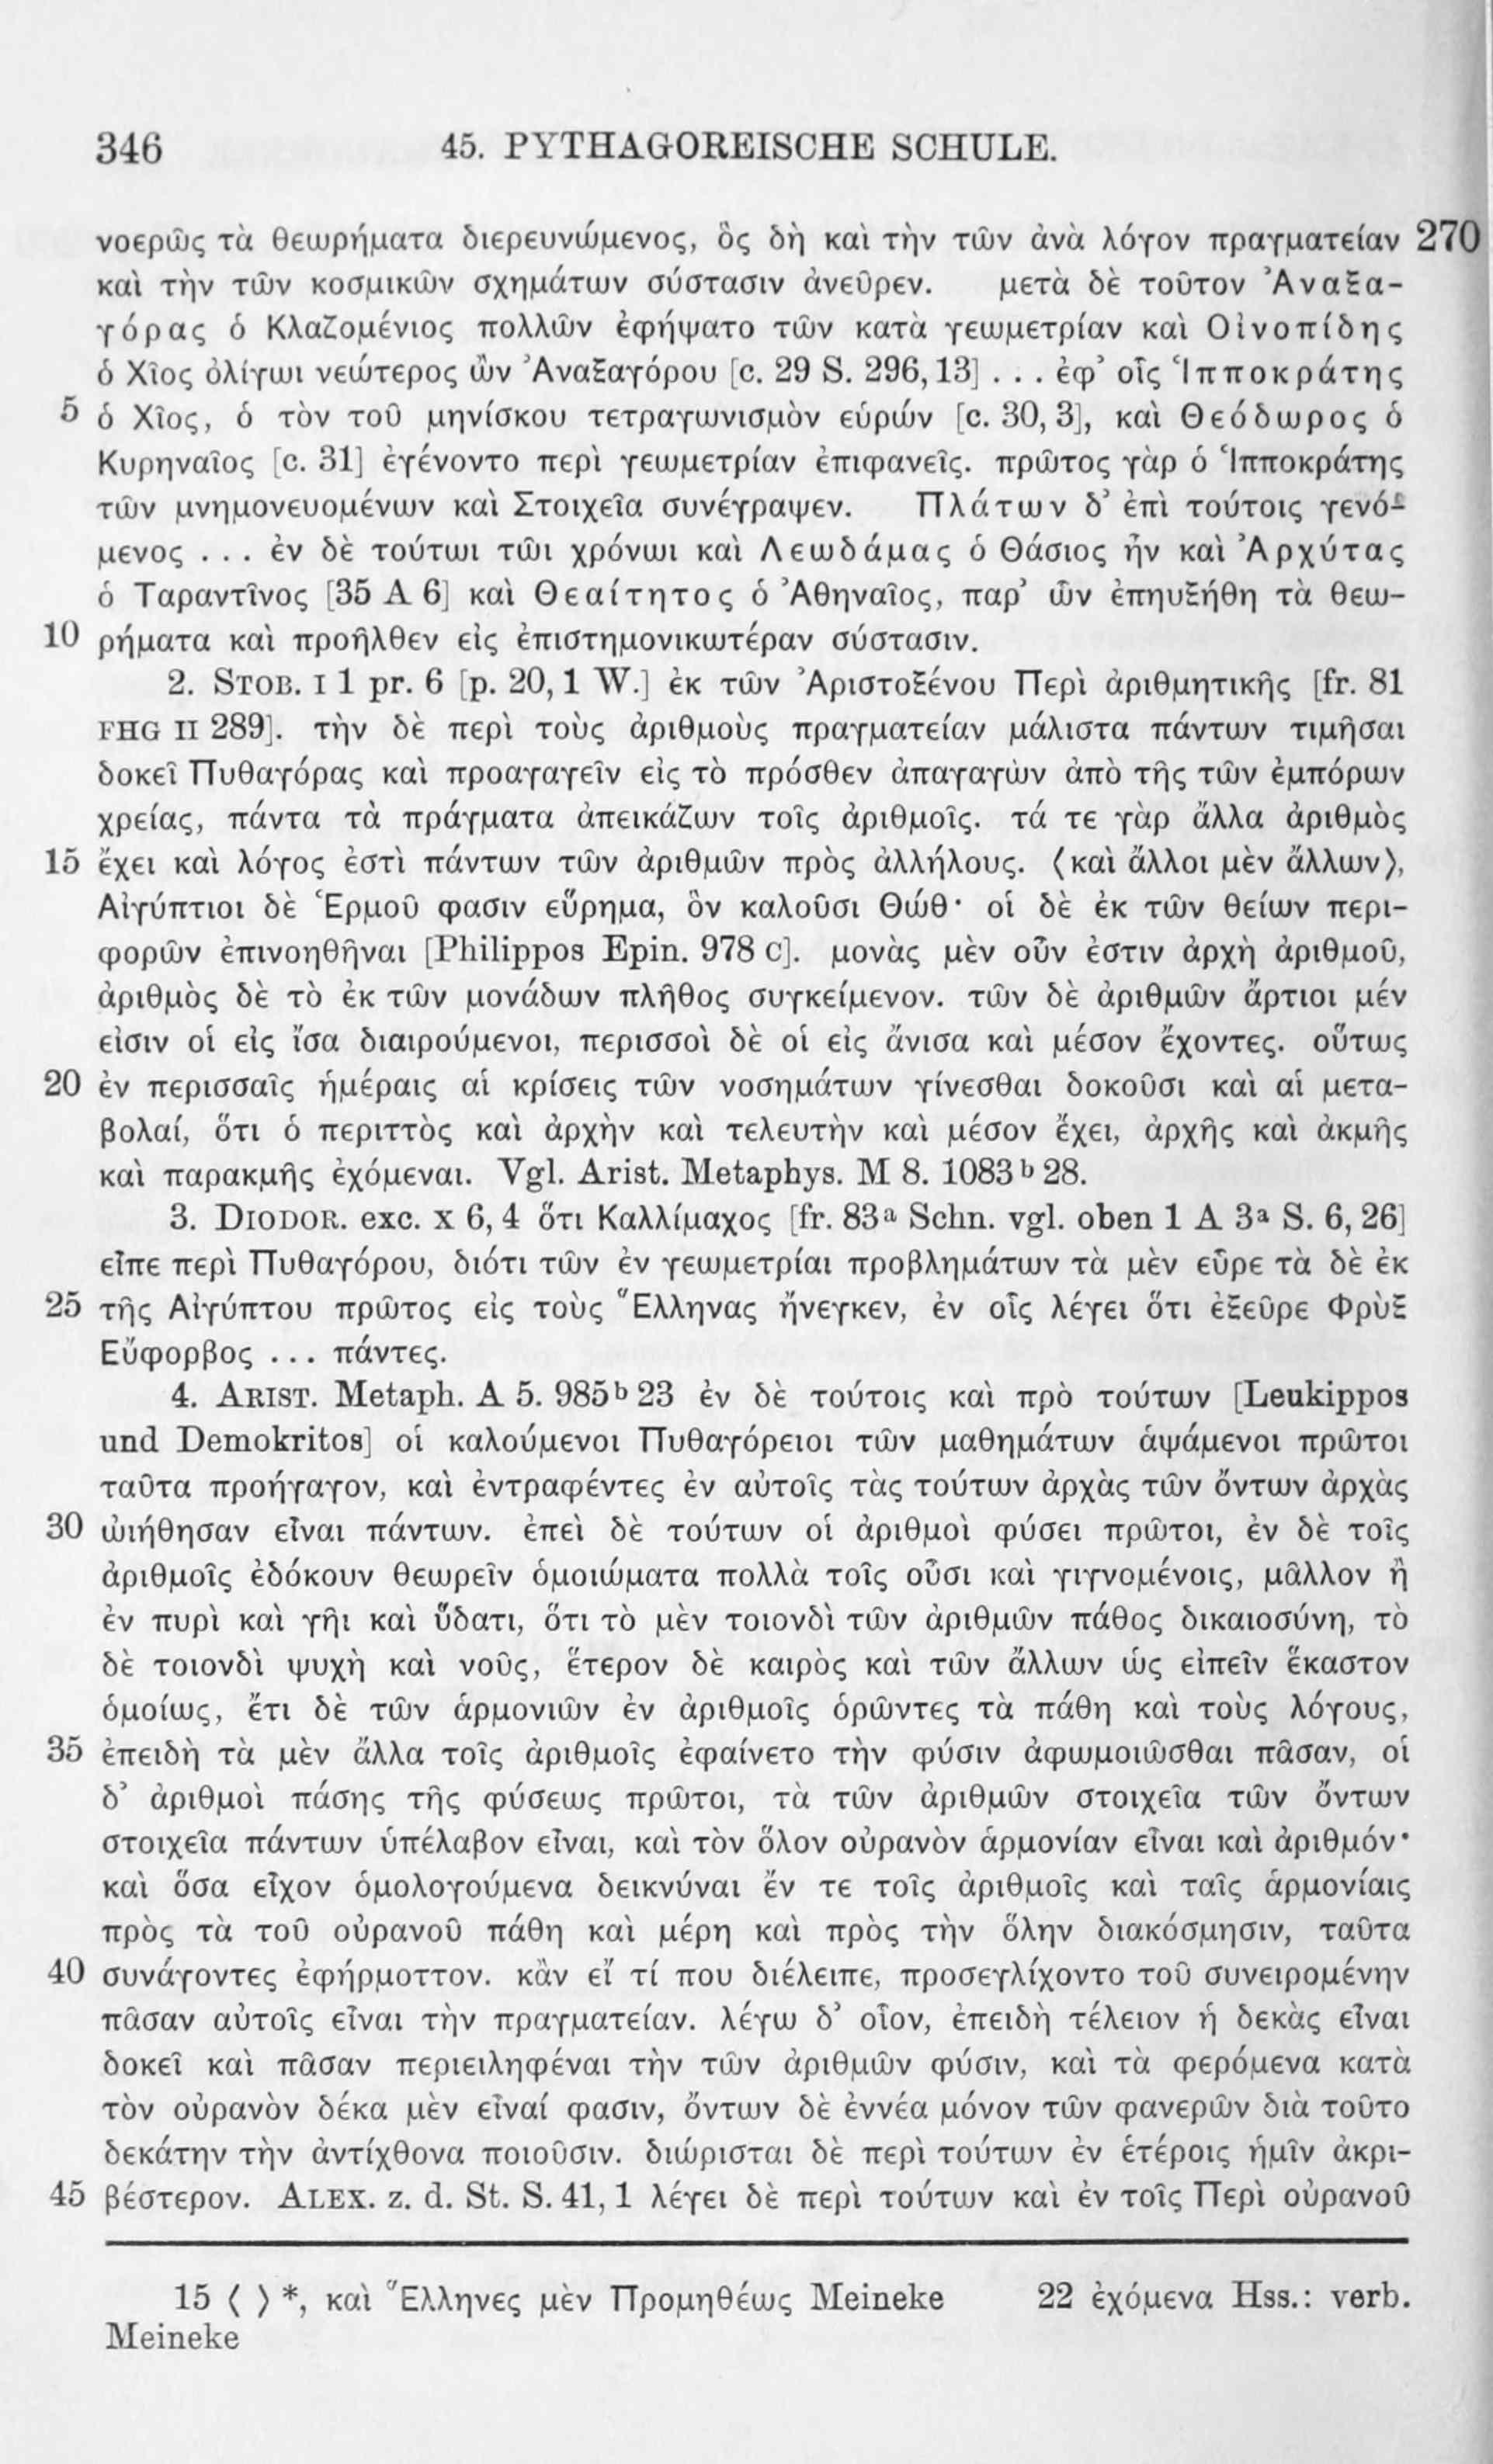 346 45. PYTHAGOREISCHE SCHULE.
νοερῶς τὰ θεωρήματα διερευνώμενος, ὃς δὴ καὶ τὴν τῶν ἀνὰ λόγον πραγματείαν 270
καὶ τὴν τῶν κοσμικῶν σχημάτων σύστασιν ἀνεῦρεν. μετὰ δὲ τοῦτον Ἀναξα-
γόρας ὁ Κλαζομένιος πολλῶν ἐφήψατο τῶν κατὰ γεωμετρίαν καὶ Οἰνοπίδης
ὁ Χῖος ὀλίγωι νεώτερος ὢν Ἀναξαγόρου [c. 29 S. 296, 13] . . . ἐφ’ οἷς Ἱπποκράτης
5 ὁ Χῖος, ὁ τὸν τοῦ μηνίσκου τετραγωνισμὸν εὑρών [c. 30, 3], καὶ Θεόδωρος ὁ
Κυρηναῖος [c. 31] ἐγένοντο περὶ γεωμετρίαν ἐπιφανεῖς. πρῶτος γὰρ ὁ Ἱπποκράτης
τῶν μνημονευομένων καὶ Στοιχεῖα συνέγραψεν. Πλάτων δ’ ἐπὶ τούτοις γενό-
μενος . . . ἐν δὲ τούτωι τῶι χρόνωι καὶ Λεωδάμας ὁ Θάσιος ἦν καὶ Ἀρχύτας
ὁ Ταραντῖνος [35 A 6] καὶ Θεαίτητος ὁ Ἀθηναῖος, παρ’ ὧν ἐπηυξήθη τὰ θεω-
10 ρήματα καὶ προῆλθεν εἰς ἐπιστημονικωτέραν σύστασιν.
2. STOB. I 1 pr. 6 [p. 20, 1 W.] ἐκ τῶν Ἀριστοξένου Περὶ ἀριθμητικῆς [fr. 81
FHG II 289]. τὴν δὲ περὶ τοὺς ἀριθμοὺς πραγματείαν μάλιστα πάντων τιμῆσαι
δοκεῖ Πυθαγόρας καὶ προαγαγεῖν εἰς τὸ πρόσθεν ἀπαγαγὼν ἀπὸ τῆς τῶν ἐμπόρων
χρείας, πάντα τὰ πράγματα ἀπεικάζων τοῖς ἀριθμοῖς. τά τε γὰρ ἄλλα ἀριθμὸς
15 ἔχει καὶ λόγος ἐστὶ πάντων τῶν ἀριθμῶν πρὸς ἀλλήλους. ⟨καὶ ἄλλοι μὲν ἄλλων⟩,
Αἰγύπτιοι δὲ Ἑρμοῦ φασιν εὕρημα, ὃν καλοῦσι Θώθ· οἱ δὲ ἐκ τῶν θείων περι-
φορῶν ἐπινοηθῆναι [Philippos Epin. 978 C]. μονὰς μὲν οὖν ἐστιν ἀρχὴ ἀριθμοῦ,
ἀριθμὸς δὲ τὸ ἐκ τῶν μονάδων πλῆθος συγκείμενον. τῶν δὲ ἀριθμῶν ἄρτιοι μέν
εἰσιν οἱ εἰς ἴσα διαιρούμενοι, περισσοὶ δὲ οἱ εἰς ἄνισα καὶ μέσον ἔχοντες. οὕτως
20 ἐν περισσαῖς ἡμέραις αἱ κρίσεις τῶν νοσημάτων γίνεσθαι δοκοῦσι καὶ αἱ μετα-
βολαί, ὅτι ὁ περιττὸς καὶ ἀρχὴν καὶ τελευτὴν καὶ μέσον ἔχει, ἀρχῆς καὶ ἀκμῆς
καὶ παρακμῆς ἐχόμεναι. Vgl. Arist. Metaphys. M 8. 1083ᵇ 28.
3. DIODOR. exc. X 6, 4 ὅτι Καλλίμαχος [fr. 83ᵃ Schn. vgl. oben 1 A 3ᵃ S. 6, 26]
εἶπε περὶ Πυθαγόρου, διότι τῶν ἐν γεωμετρίαι προβλημάτων τὰ μὲν εὗρε τὰ δὲ ἐκ
25 τῆς Αἰγύπτου πρῶτος εἰς τοὺς Ἕλληνας ἤνεγκεν, ἐν οἷς λέγει ὅτι ἐξεῦρε Φρὺξ
Εὔφορβος . . . πάντες.
4. ARIST. Metaph. A 5. 985ᵇ 23 ἐν δὲ τούτοις καὶ πρὸ τούτων [Leukippos
und Demokritos] οἱ καλούμενοι Πυθαγόρειοι τῶν μαθημάτων ἁψάμενοι πρῶτοι
ταῦτα προήγαγον, καὶ ἐντραφέντες ἐν αὐτοῖς τὰς τούτων ἀρχὰς τῶν ὄντων ἀρχὰς
30 ὠιήθησαν εἶναι πάντων. ἐπεὶ δὲ τούτων οἱ ἀριθμοὶ φύσει πρῶτοι, ἐν δὲ τοῖς
ἀριθμοῖς ἐδόκουν θεωρεῖν ὁμοιώματα πολλὰ τοῖς οὖσι καὶ γιγνομένοις, μᾶλλον ἢ
ἐν πυρὶ καὶ γῆι καὶ ὕδατι, ὅτι τὸ μὲν τοιονδὶ τῶν ἀριθμῶν πάθος δικαιοσύνη, τὸ
δὲ τοιονδὶ ψυχὴ καὶ νοῦς, ἕτερον δὲ καιρὸς καὶ τῶν ἄλλων ὡς εἰπεῖν ἕκαστον
ὁμοίως, ἔτι δὲ τῶν ἁρμονιῶν ἐν ἀριθμοῖς ὁρῶντες τὰ πάθη καὶ τοὺς λόγους,
35 ἐπειδὴ τὰ μὲν ἄλλα τοῖς ἀριθμοῖς ἐφαίνετο τὴν φύσιν ἀφωμοιῶσθαι πᾶσαν, οἱ
δ’ ἀριθμοὶ πάσης τῆς φύσεως πρῶτοι, τὰ τῶν ἀριθμῶν στοιχεῖα τῶν ὄντων
στοιχεῖα πάντων ὑπέλαβον εἶναι, καὶ τὸν ὅλον οὐρανὸν ἁρμονίαν εἶναι καὶ ἀριθμόν·
καὶ ὅσα εἶχον ὁμολογούμενα δεικνύναι ἔν τε τοῖς ἀριθμοῖς καὶ ταῖς ἁρμονίαις
πρὸς τὰ τοῦ οὐρανοῦ πάθη καὶ μέρη καὶ πρὸς τὴν ὅλην διακόσμησιν, ταῦτα
40 συνάγοντες ἐφήρμοττον. κἂν εἴ τί που διέλειπε, προσεγλίχοντο τοῦ συνειρομένην
πᾶσαν αὐτοῖς εἶναι τὴν πραγματείαν. λέγω δ’ οἷον, ἐπειδὴ τέλειον ἡ δεκὰς εἶναι
δοκεῖ καὶ πᾶσαν περιειληφέναι τὴν τῶν ἀριθμῶν φύσιν, καὶ τὰ φερόμενα κατὰ
τὸν οὐρανὸν δέκα μὲν εἶναί φασιν, ὄντων δὲ ἐννέα μόνον τῶν φανερῶν διὰ τοῦτο
δεκάτην τὴν ἀντίχθονα ποιοῦσιν. διώρισται δὲ περὶ τούτων ἐν ἑτέροις ἡμῖν ἀκρι-
45 βέστερον. ALEX. z. d. St. S. 41, 1 λέγει δὲ περὶ τούτων καὶ ἐν τοῖς Περὶ οὐρανοῦ
15 ⟨ ⟩ *, καὶ Ἕλληνες μὲν Προμηθέως Meineke 22 ἐχόμενα Hss.: verb.
Meineke